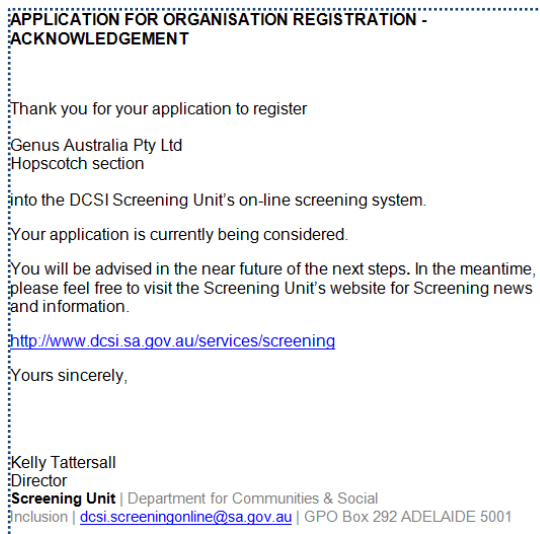 APPLICATION FOR ORGANISATION REGISTRATION -
ACKNOWLEDGEMENT
Thank you for your application to register
Genus Australia Pty Ltd
Hopscotch section
into the DCSI Screening Unit's on-line screening system.
Your application is currently being considered.
You will be advised in the near future of the next steps. In the meantime,
please feel free to visit the Screening Unit's website for Screening news
and information.
http://www.dcsi.sa.gov.au/services/screening
Yours sincerely,
Kelly Tattersall
Director
Screening Unit | Department for Communities & Social
Inclusion | dcsi.screeningonline@sa.gov.au | GPO Box 292 ADELAIDE 5001